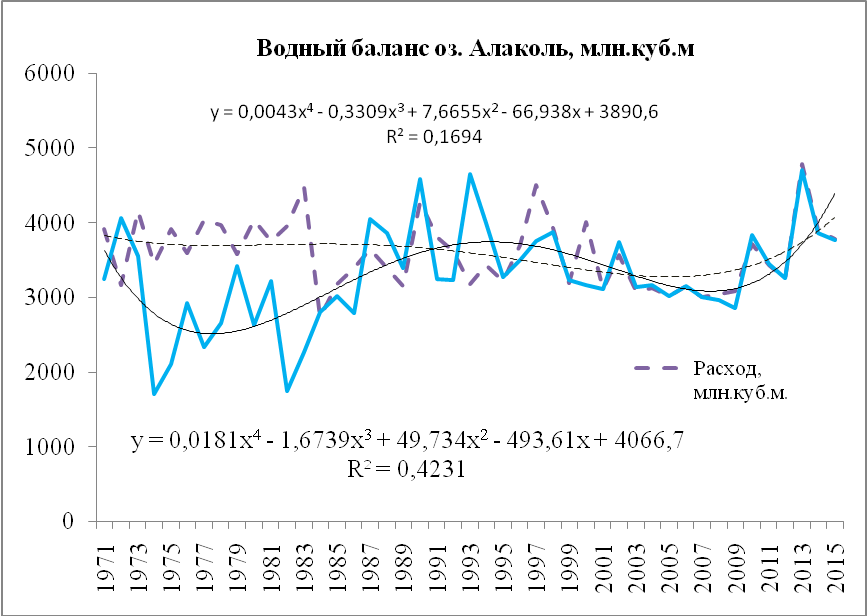 Водный баланс оз. Алаколь, млн.куб.м
6000
y = 0,0043x⁴ - 0,3309x³ + 7,6655x² - 66,938x + 3890,6
R² = 0,1694
5000
4000
3000
2000
Расход,
млн.куб.м.
1000
y = 0,0181x⁴ - 1,6739x³ + 49,734x² - 493,61x + 4066,7
R² = 0,4231
0
1971 1973 1975 1977 1979 1981 1983 1985 1987 1989 1991 1993 1995 1997 1999 2001 2003 2005 2007 2009 2011 2013 2015